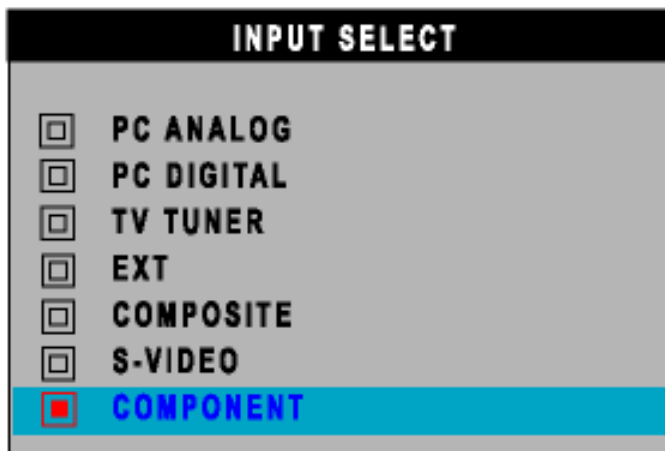 INPUT SELECT
PC ANALOG
PC DIGITAL
TV TUNER
EXT
COMPOSITE
S-VIDEO
COMPONENT